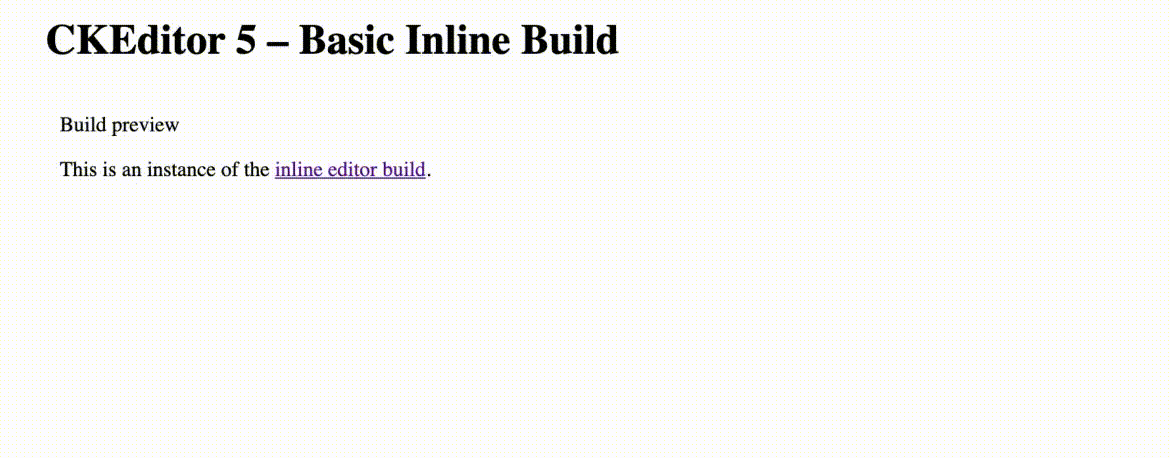 CKEditor 5 – Basic Inline Build
Build preview
This is an instance of the inline editor build.